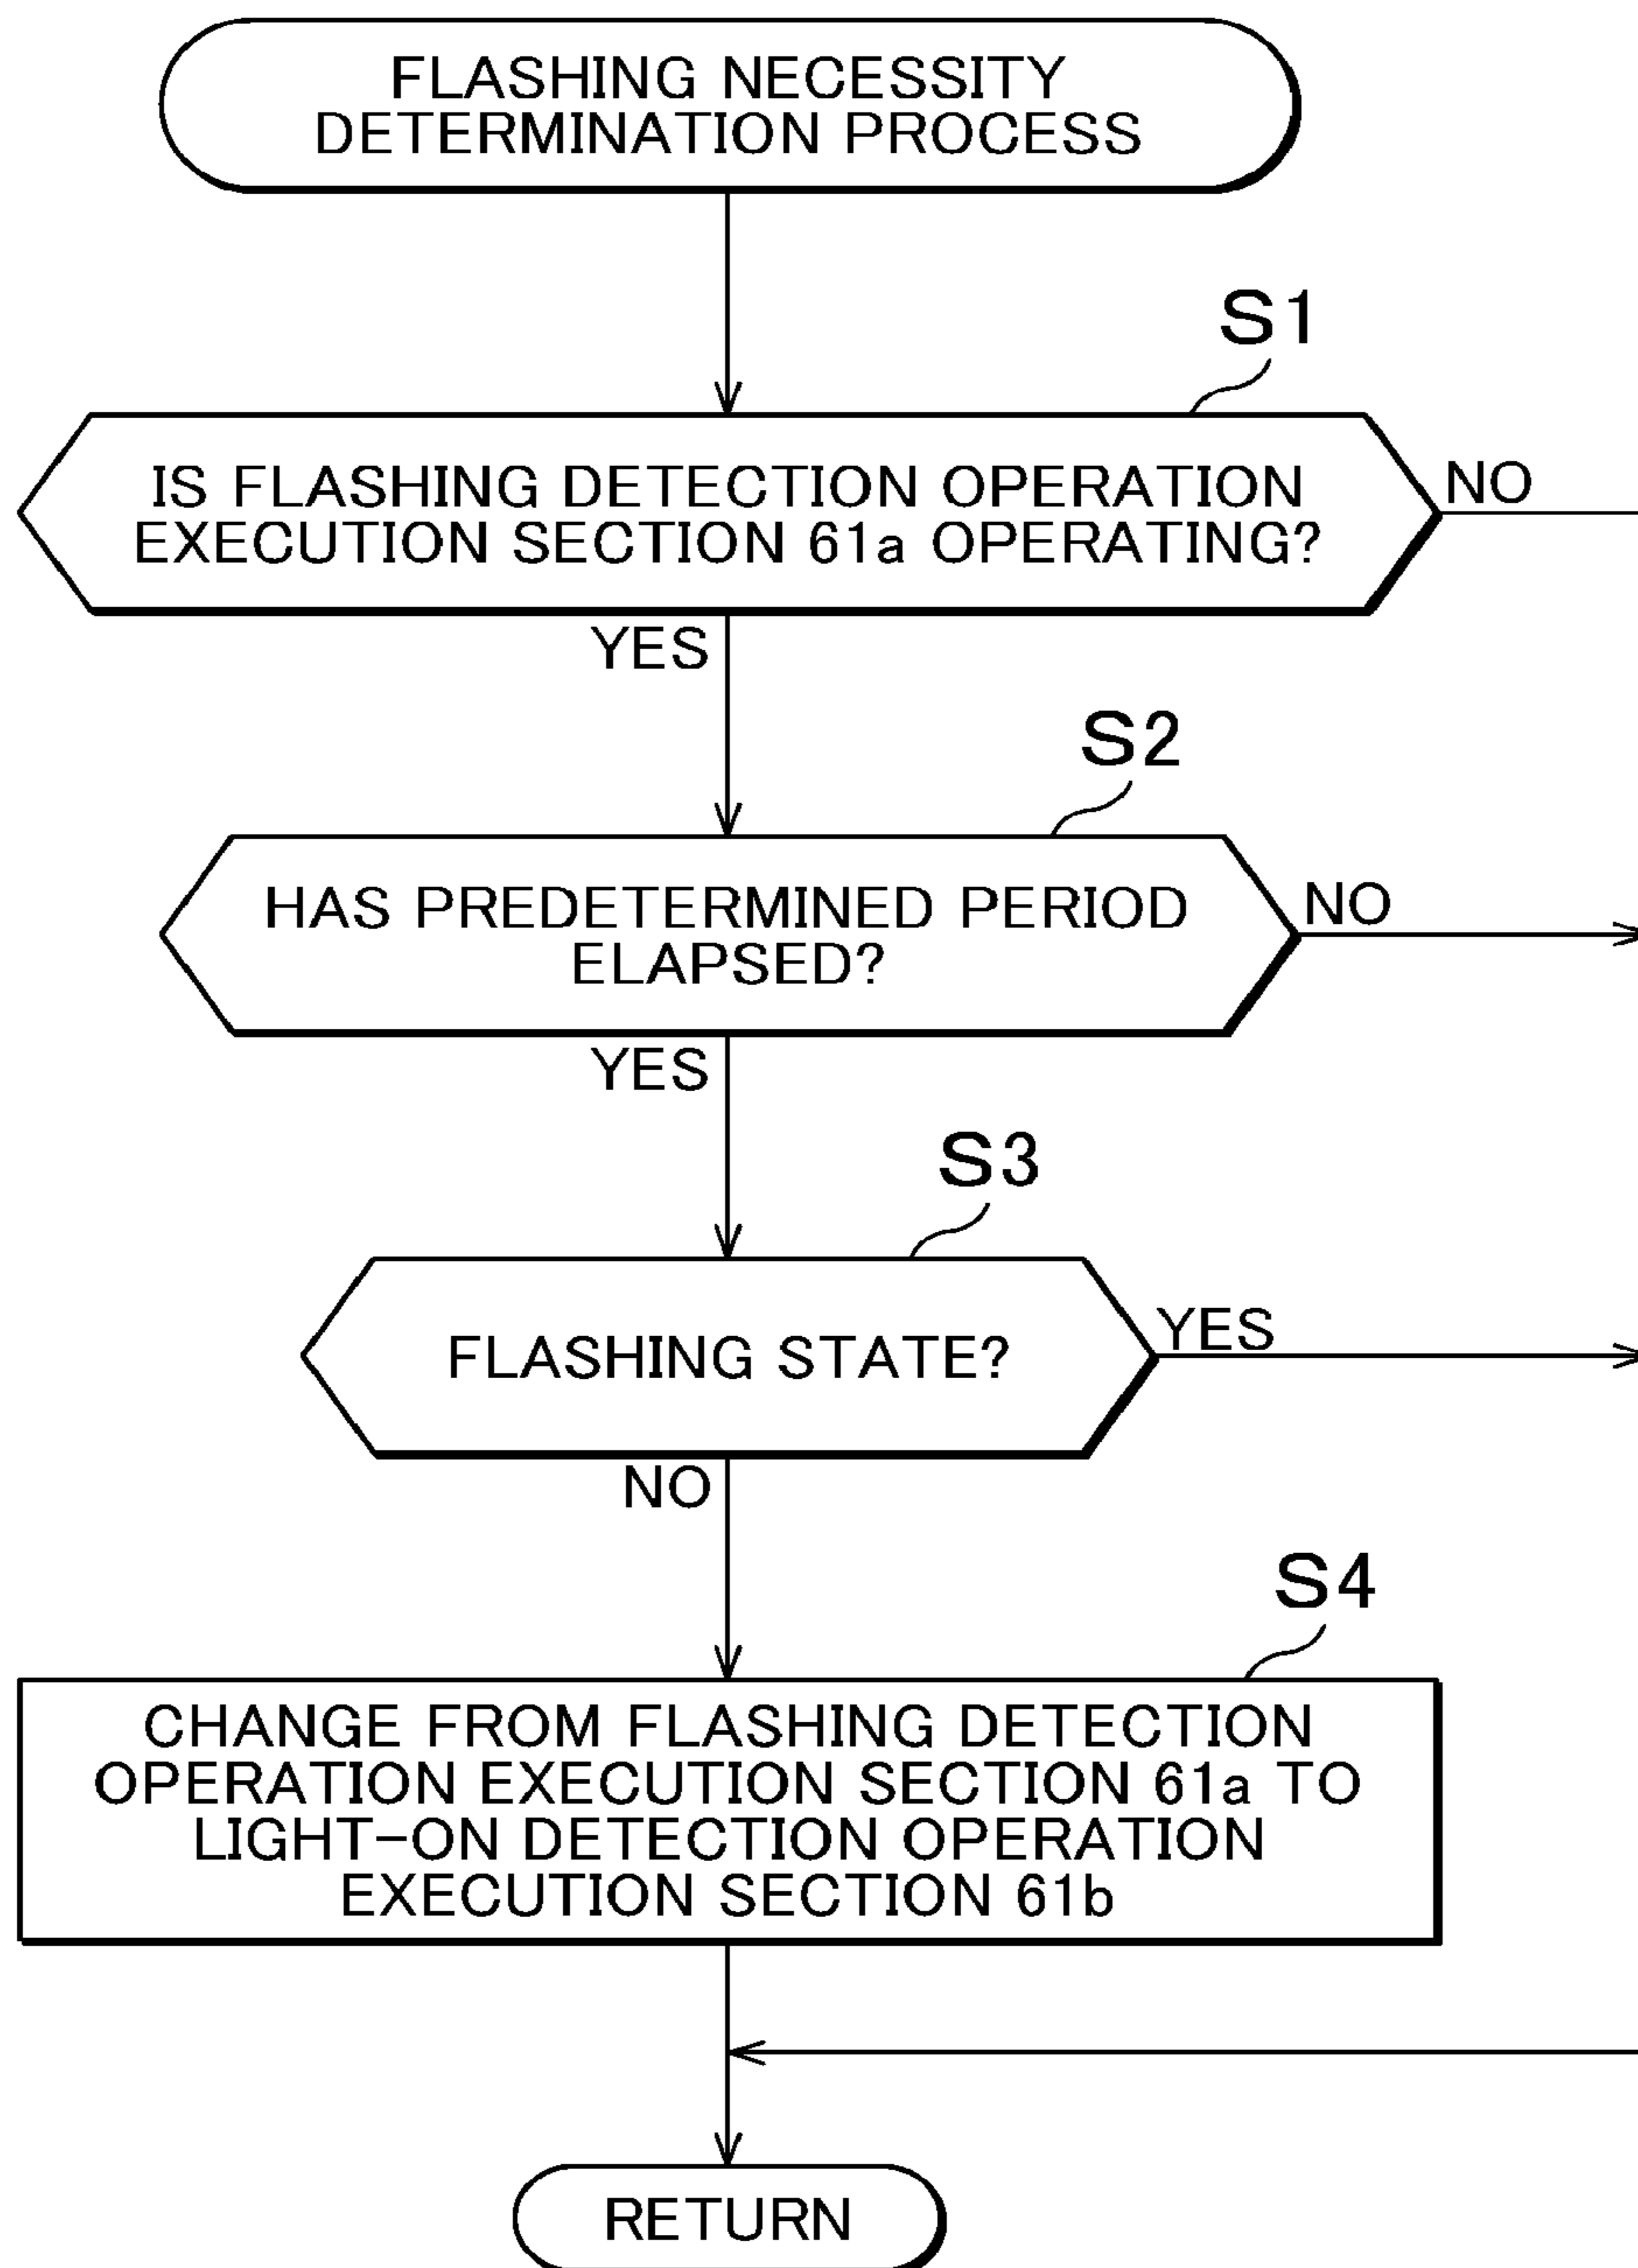 FLASHING NECESSITY
DETERMINATION PROCESS
S1
IS FLASHING DETECTION OPERATION
EXECUTION SECTION 61a OPERATING?
NO
YES
S2
HAS PREDETERMINED PERIOD
ELAPSED?
NO
YES
S3
FLASHING STATE?
YES
NO
S4
CHANGE FROM FLASHING DETECTION
OPERATION EXECUTION SECTION 61a TO
LIGHT-ON DETECTION OPERATION
EXECUTION SECTION 61b
RETURN